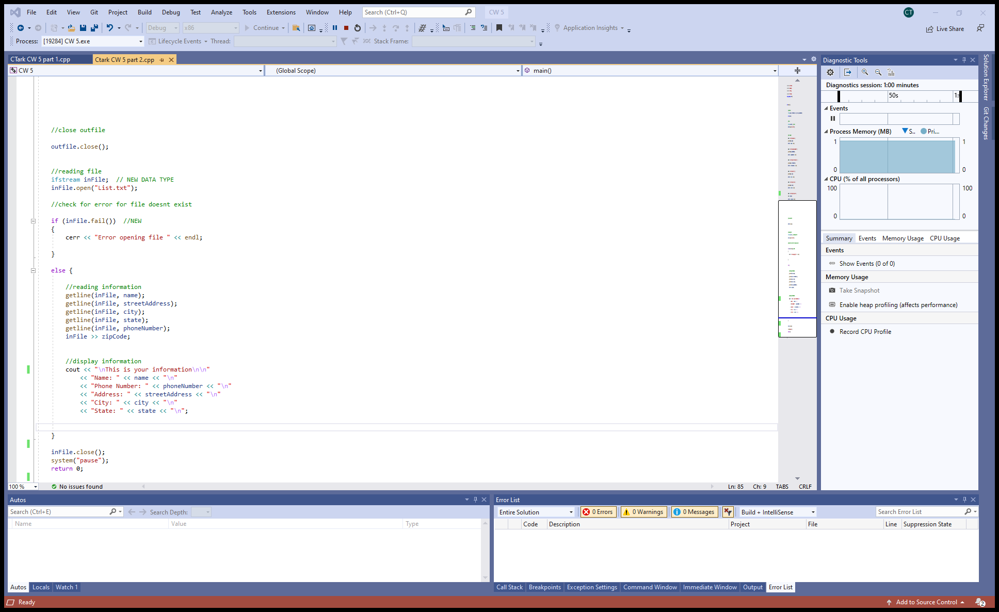 File Edit View Git Project Build Debug Test Analyze Tools Extensions Window Help Search (Ctrl+Q) CW 5 CT
Debug x86 Continue Application Insights Live Share
Process: [19284] CW 5.exe Lifecycle Events Thread: Stack Frame:
CTark CW 5 part 1.cpp Ctark CW 5 part 2.cpp
CW 5 (Global Scope) main()
//close outfile
outfile.close();
//reading file
ifstream inFile; // NEW DATA TYPE
inFile.open("List.txt");
//check for error for file doesnt exist
if (inFile.fail()) //NEW
{
cerr << "Error opening file " << endl;
}
else {
//reading information
getline(inFile, name);
getline(inFile, streetAddress);
getline(inFile, city);
getline(inFile, state);
getline(inFile, phoneNumber);
inFile >> zipCode;
//display information
cout << "\nThis is your information\n\n"
<< "Name: " << name << "\n"
<< "Phone Number: " << phoneNumber << "\n"
<< "Address: " << streetAddress << "\n"
<< "City: " << city << "\n"
<< "State: " << state << "\n";
}
inFile.close();
system("pause");
return 0;
100 % No issues found Ln: 85 Ch: 9 TABS CRLF
Diagnostic Tools
Diagnostics session: 1:00 minutes
50s
Events
Process Memory (MB) S.. Pri...
1 1
0 0
CPU (% of all processors)
100 100
0 0
Summary Events Memory Usage CPU Usage
Events
Show Events (0 of 0)
Memory Usage
Take Snapshot
Enable heap profiling (affects performance)
CPU Usage
Record CPU Profile
Solution Explorer
Git Changes
Autos
Search (Ctrl+E) Search Depth:
Name Value Type
Autos Locals Watch 1
Error List
Entire Solution 0 Errors 0 Warnings 0 Messages Build + IntelliSense Search Error List
Code Description Project File Line Suppression State
Call Stack Breakpoints Exception Settings Command Window Immediate Window Output Error List
Ready Add to Source Control 2